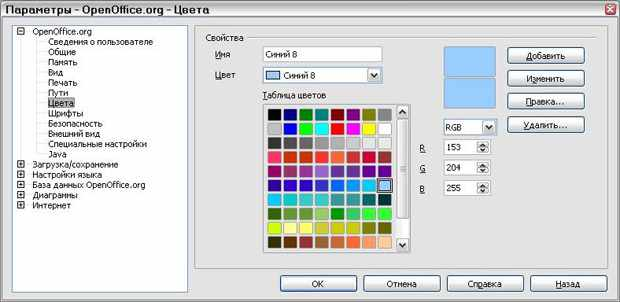 Параметры - OpenOffice.org - Цвета
OpenOffice.org
Сведения о пользователе
Общие
Память
Вид
Печать
Пути
Цвета
Шрифты
Безопасность
Внешний вид
Специальные настройки
Java
Загрузка/сохранение
Настройки языка
База данных OpenOffice.org
Диаграммы
Интернет
Свойства
Имя Синий 8
Цвет Синий 8
Таблица цветов
RGB
R 153
G 204
B 255
Добавить
Изменить
Правка...
Удалить...
OK Отмена Справка Назад